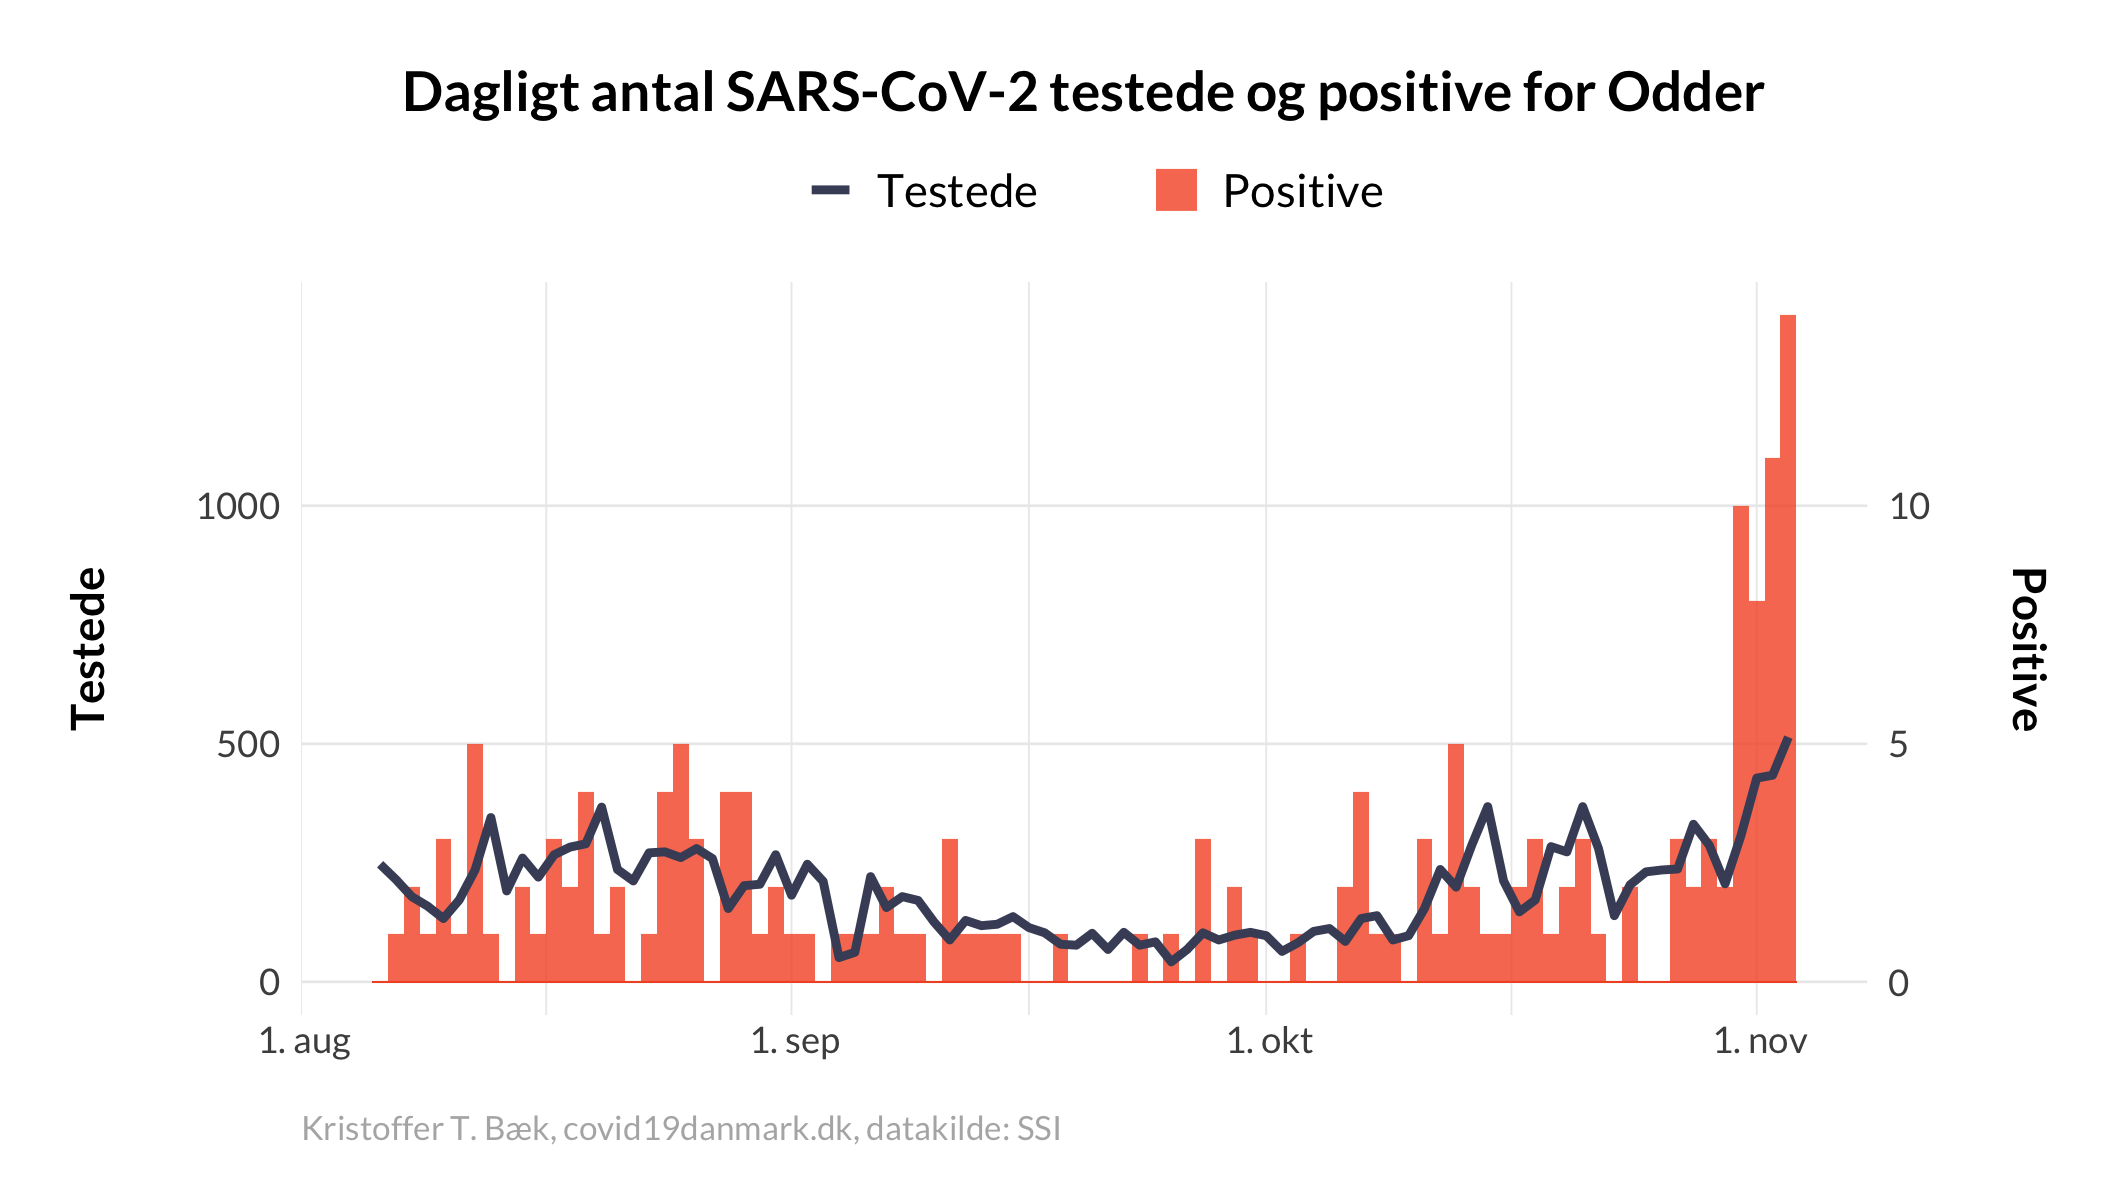 Dagligt antal SARS-CoV-2 testede og positive for Odder
Testede
Positive
1000
500
0
10
5
0
Testede
Positive
1. aug
1. sep
1. okt
1. nov
Kristoffer T. Bæk, covid19danmark.dk, datakilde: SSI